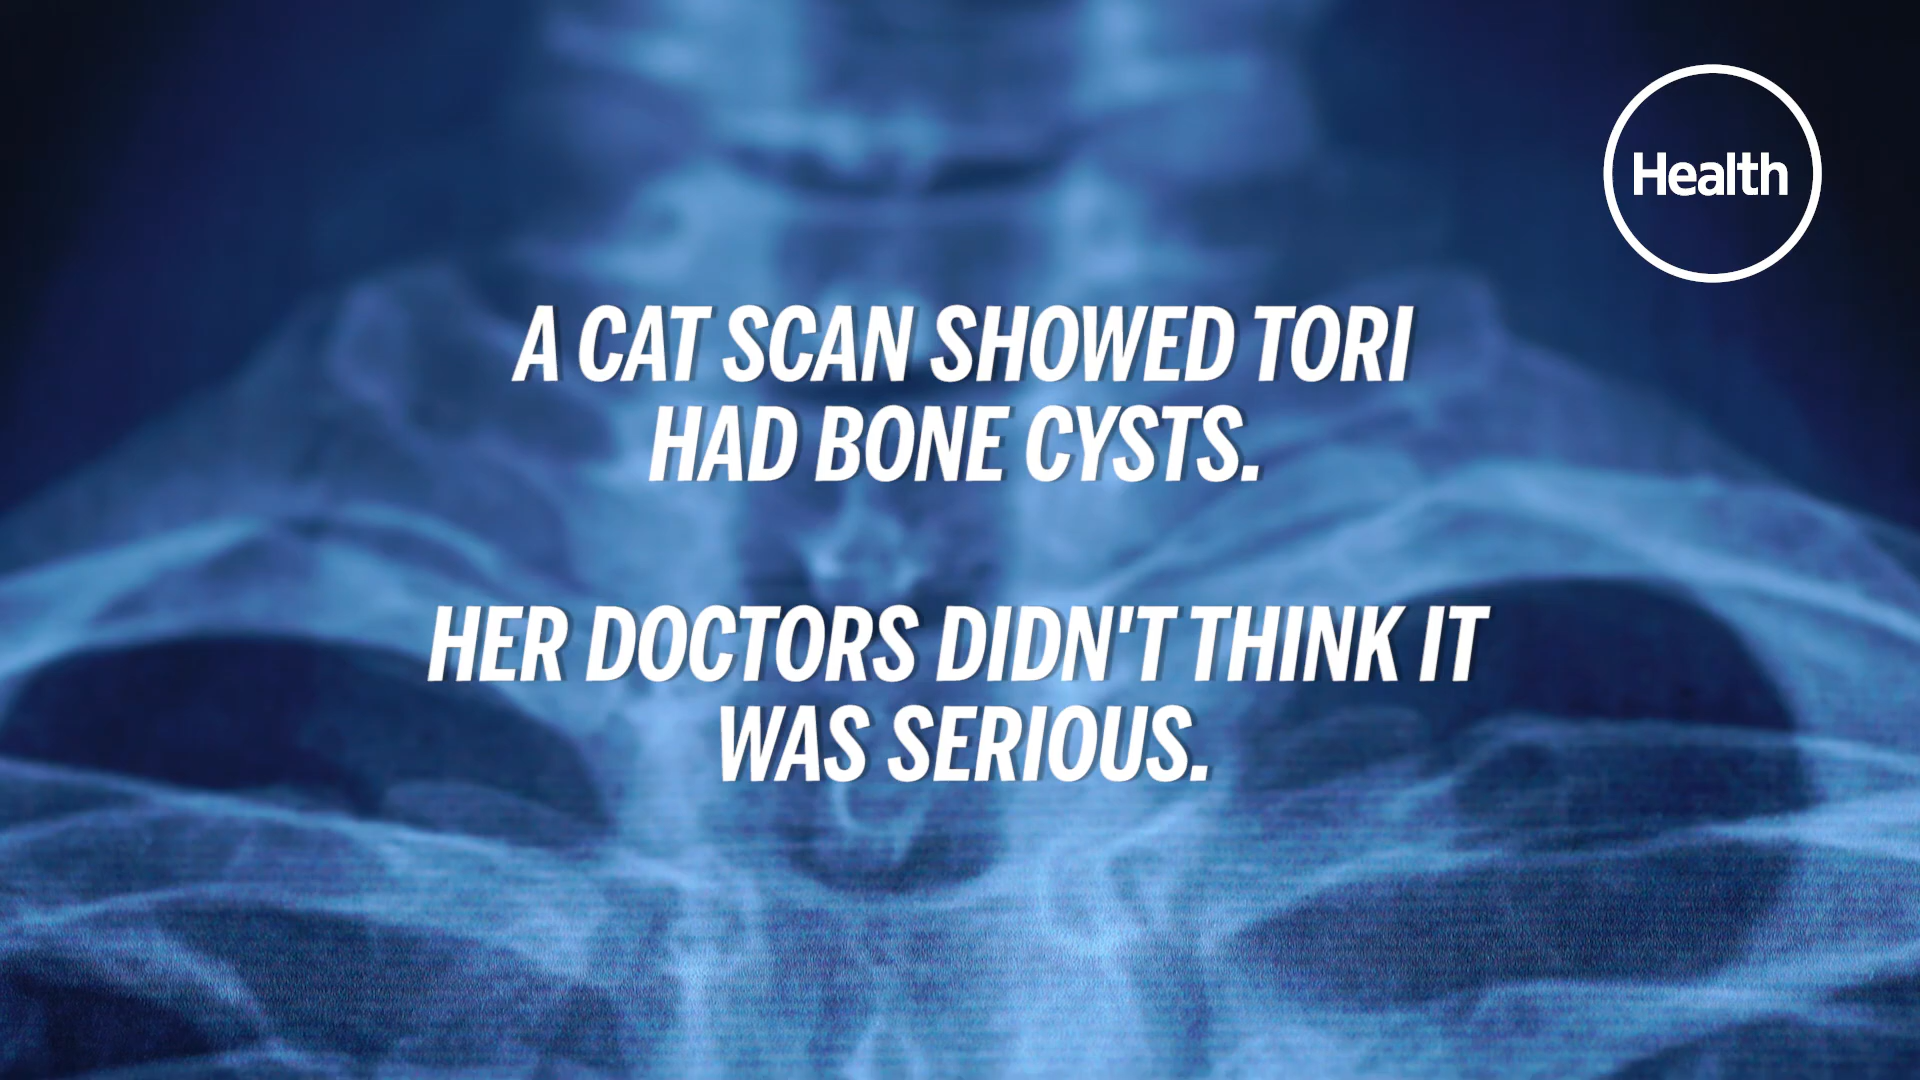 Health
A CAT SCAN SHOWED TORI
HAD BONE CYSTS.
HER DOCTORS DIDN'T THINK IT
WAS SERIOUS.